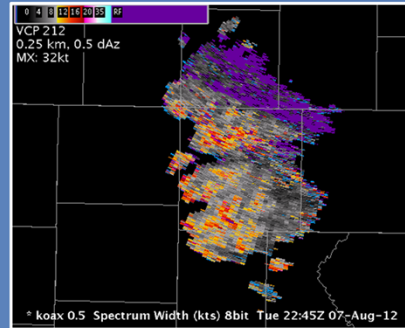 0 4 8 12 16 20 35 RF
VCP 212
0.25 km, 0.5 dAz
MX: 32kt
* koax 0.5 Spectrum Width (kts) 8bit Tue 22:45Z 07-Aug-12